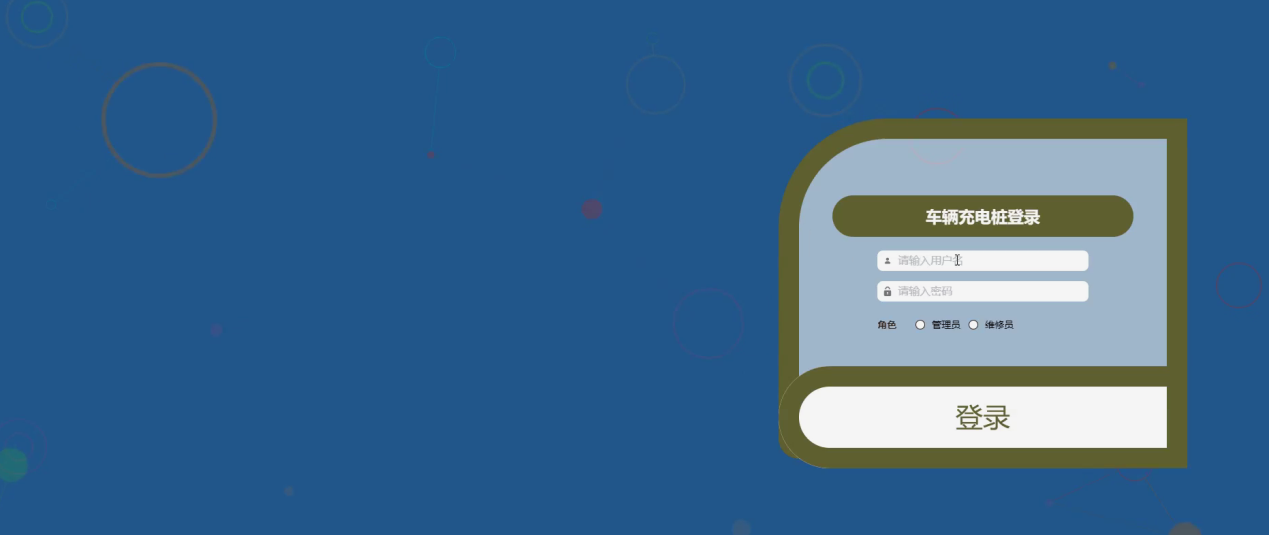 车辆充电桩登录
请输入用户名
请输入密码
角色 管理员 维修员
登录